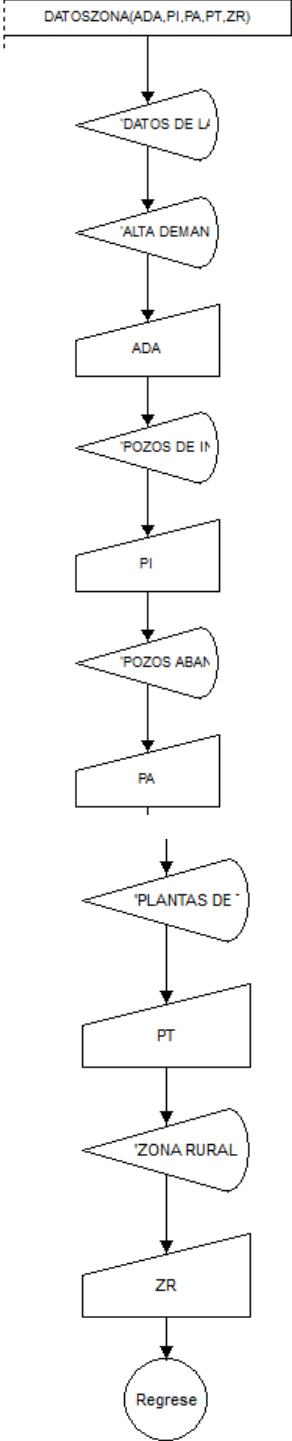 DATOSZONA(ADA,PI,PA,PT,ZR)
'DATOS DE LA
'ALTA DEMAN
ADA
'POZOS DE IN
PI
'POZOS ABAN
PA
'PLANTAS DE
PT
'ZONA RURAL
ZR
Regrese